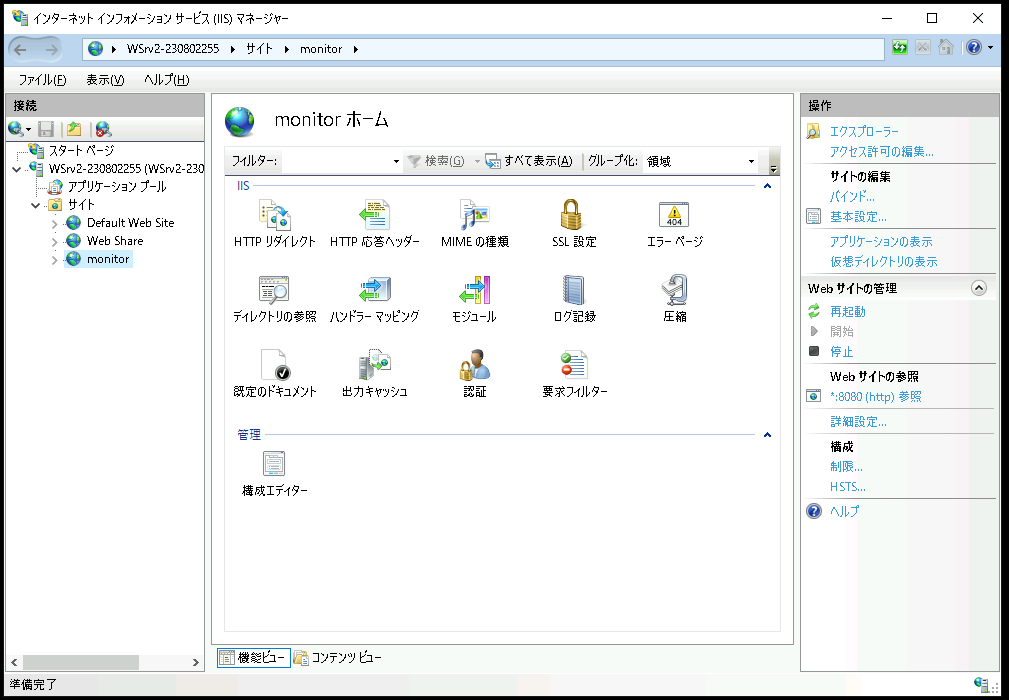 インターネット インフォメーション サービス (IIS) マネージャー
WSrv2-230802255 サイト monitor
ファイル(F) 表示(V) ヘルプ(H)
接続
スタート ページ
WSrv2-230802255 (WSrv2-230
アプリケーション プール
サイト
Default Web Site
Web Share
monitor
monitor ホーム
フィルター: 検索(G) すべて表示(A) グループ化: 領域
IIS
HTTP リダイレクト HTTP 応答ヘッダー MIME の種類 SSL 設定 エラー ページ
404
ディレクトリの参照 ハンドラー マッピング モジュール ログ記録 圧縮
既定のドキュメント 出力キャッシュ 認証 要求フィルター
管理
構成エディター
機能ビュー コンテンツ ビュー
操作
エクスプローラー
アクセス許可の編集...
サイトの編集
バインド...
基本設定...
アプリケーションの表示
仮想ディレクトリの表示
Web サイトの管理
再起動
開始
停止
Web サイトの参照
*:8080 (http) 参照
詳細設定...
構成
制限...
HSTS...
ヘルプ
準備完了